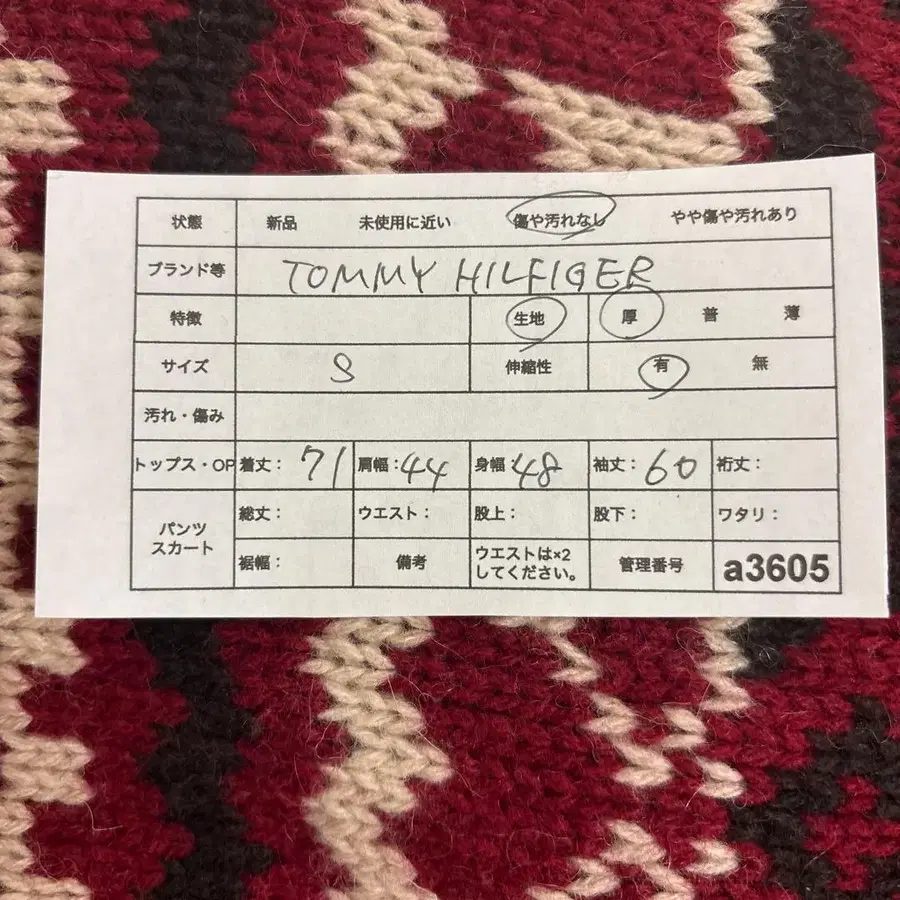 状態 新品 未使用に近い 傷や汚れなし やや傷や汚れあり
ブランド等 TOMMY HILFIGER
特徴 生地 厚 普 薄
サイズ S 伸縮性 有 無
汚れ・傷み
トップス・OP 着丈: 71 肩幅: 44 身幅: 48 袖丈: 60 裄丈:
パンツ
スカート
総丈: ウエスト: 股上: 股下: ワタリ:
裾幅: 備考 ウエストは×2
してください。
管理番号 a3605